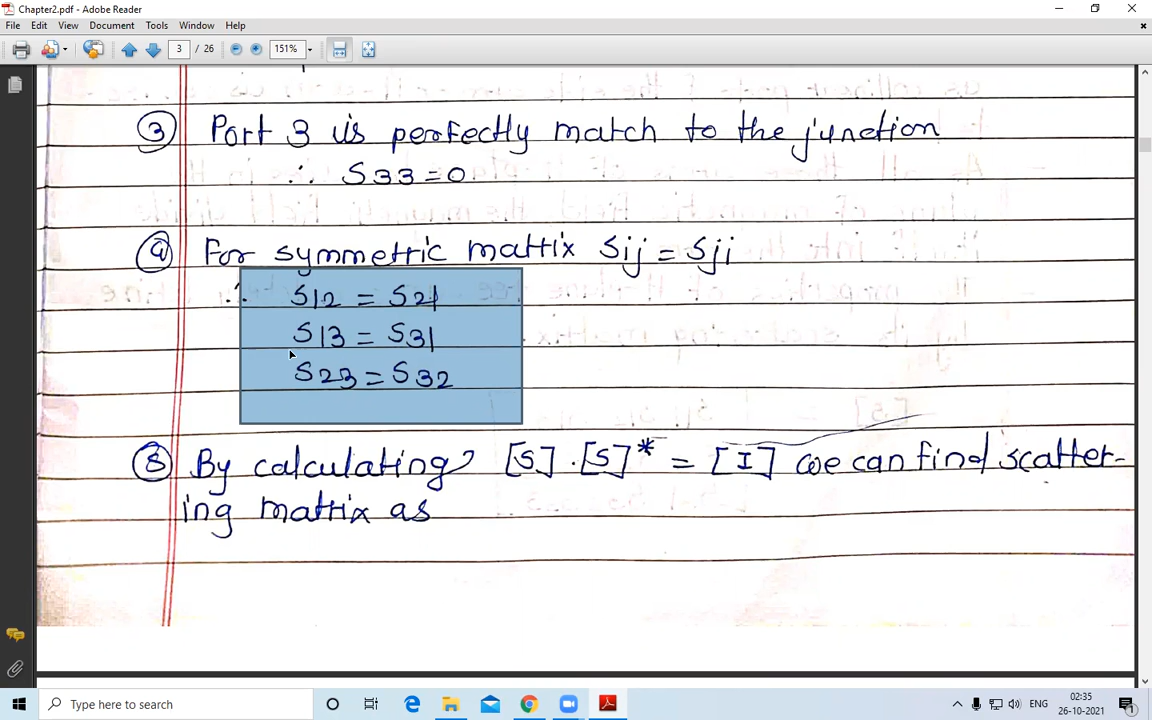 Chapter2.pdf - Adobe Reader
File Edit View Document Tools Window Help
3 / 26 151%
3 Port 3 is perfectly match to the junction
∴ S33 = 0.
4 For symmetric matrix Sij = Sji
∴ S12 = S21
S13 = S31
S23 = S32
5 By calculating [S] . [S]* = [I] we can find scatter-
ing matrix as
Type here to search
ENG
02:35
26-10-2021
1